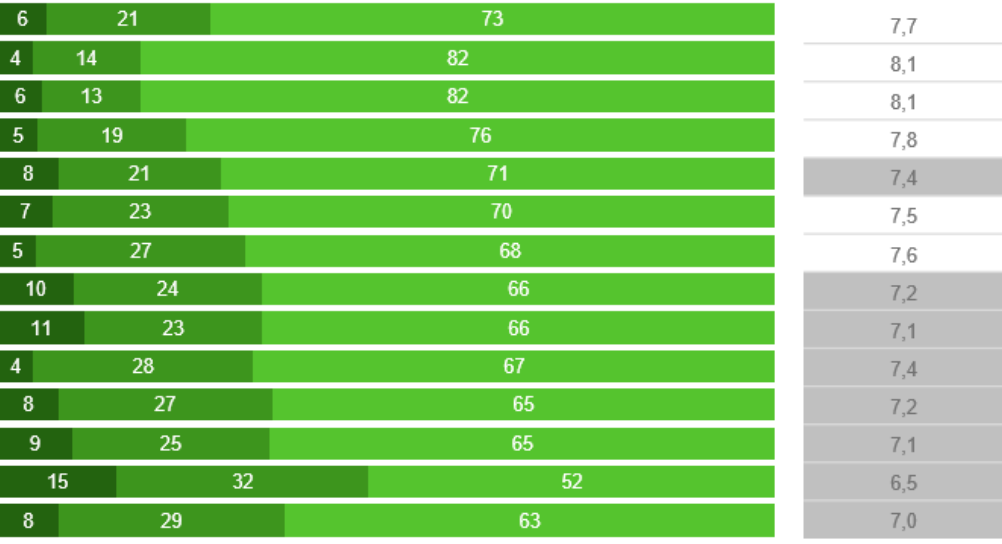 6 21 73 7,7
4 14 82 8,1
6 13 82 8,1
5 19 76 7,8
8 21 71 7,4
7 23 70 7,5
5 27 68 7,6
10 24 66 7,2
11 23 66 7,1
4 28 67 7,4
8 27 65 7,2
9 25 65 7,1
15 32 52 6,5
8 29 63 7,0